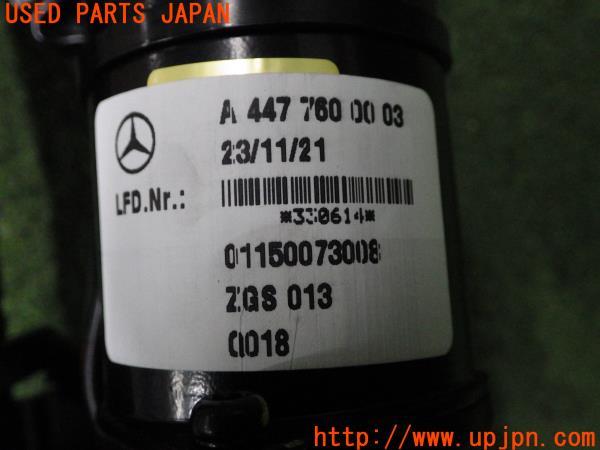 USED PARTS JAPAN
A 447 760 00 03
23/11/21
LFD.Nr.:
*330614*
01150073008
ZGS 013
0018
http://www.upjpn.com/